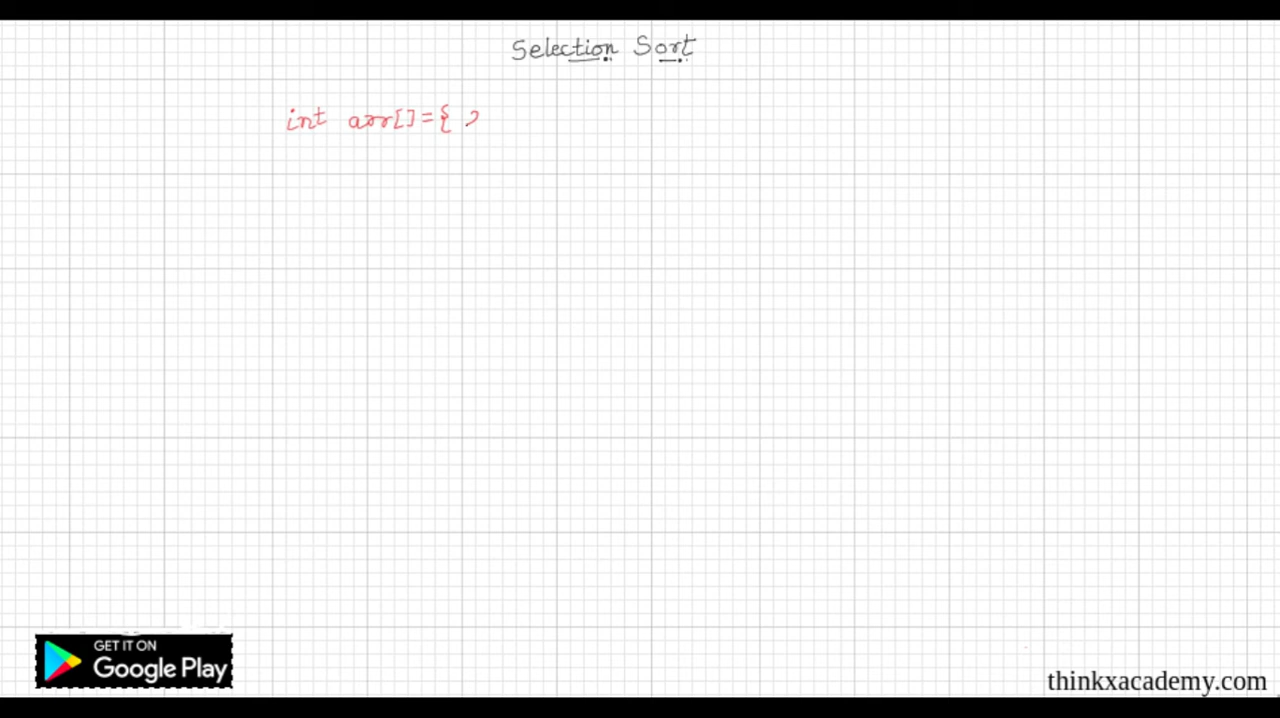 Selection Sort
int arr[]={
GET IT ON
Google Play
thinkxacademy.com